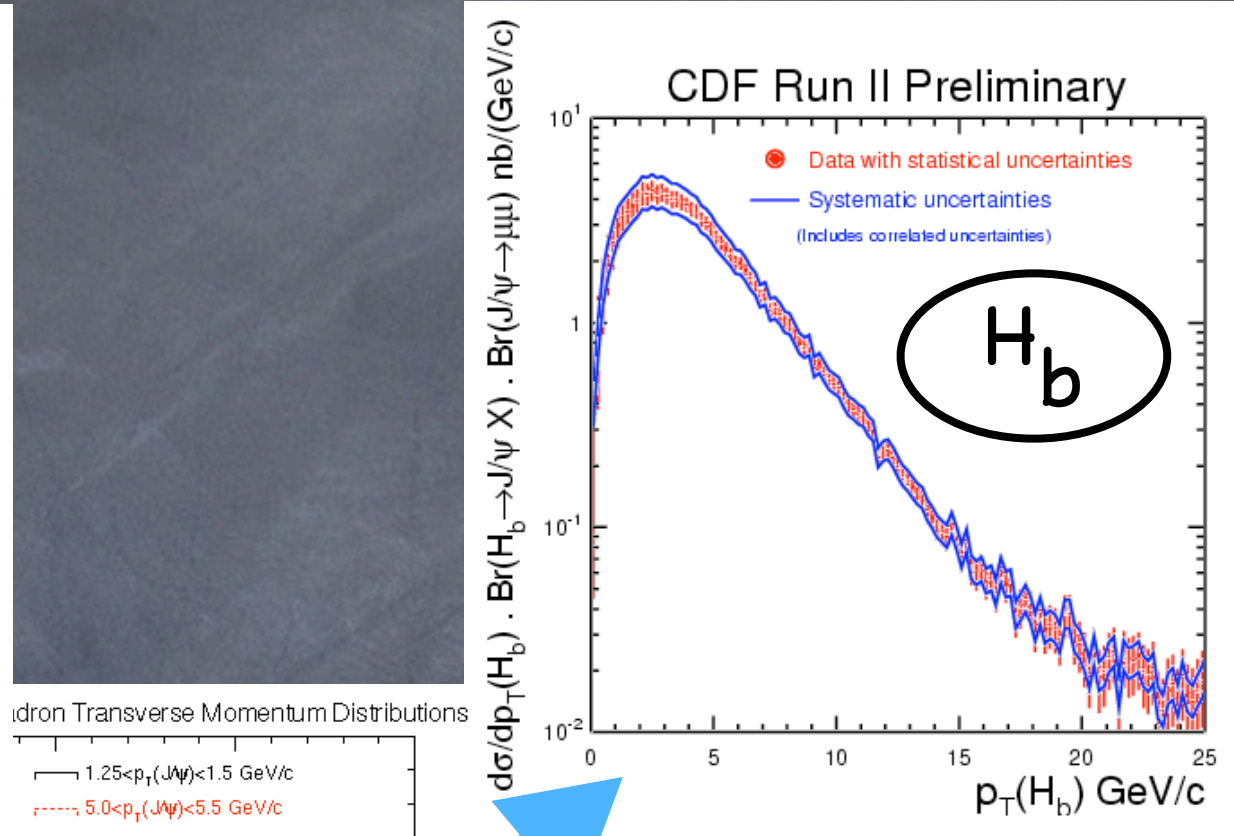 CDF Run II Preliminary
dσ/dp_T(H_b) . Br(H_b→J/ψ X) . Br(J/ψ→μμ) nb/(GeV/c)
10^1
1
10^-1
10^-2
Data with statistical uncertainties
Systematic uncertainties
(Includes correlated uncertainties)
H_b
0 5 10 15 20 25
p_T(H_b) GeV/c
dron Transverse Momentum Distributions
1.25<p_T(J/ψ)<1.5 GeV/c
5.0<p_T(J/ψ)<5.5 GeV/c